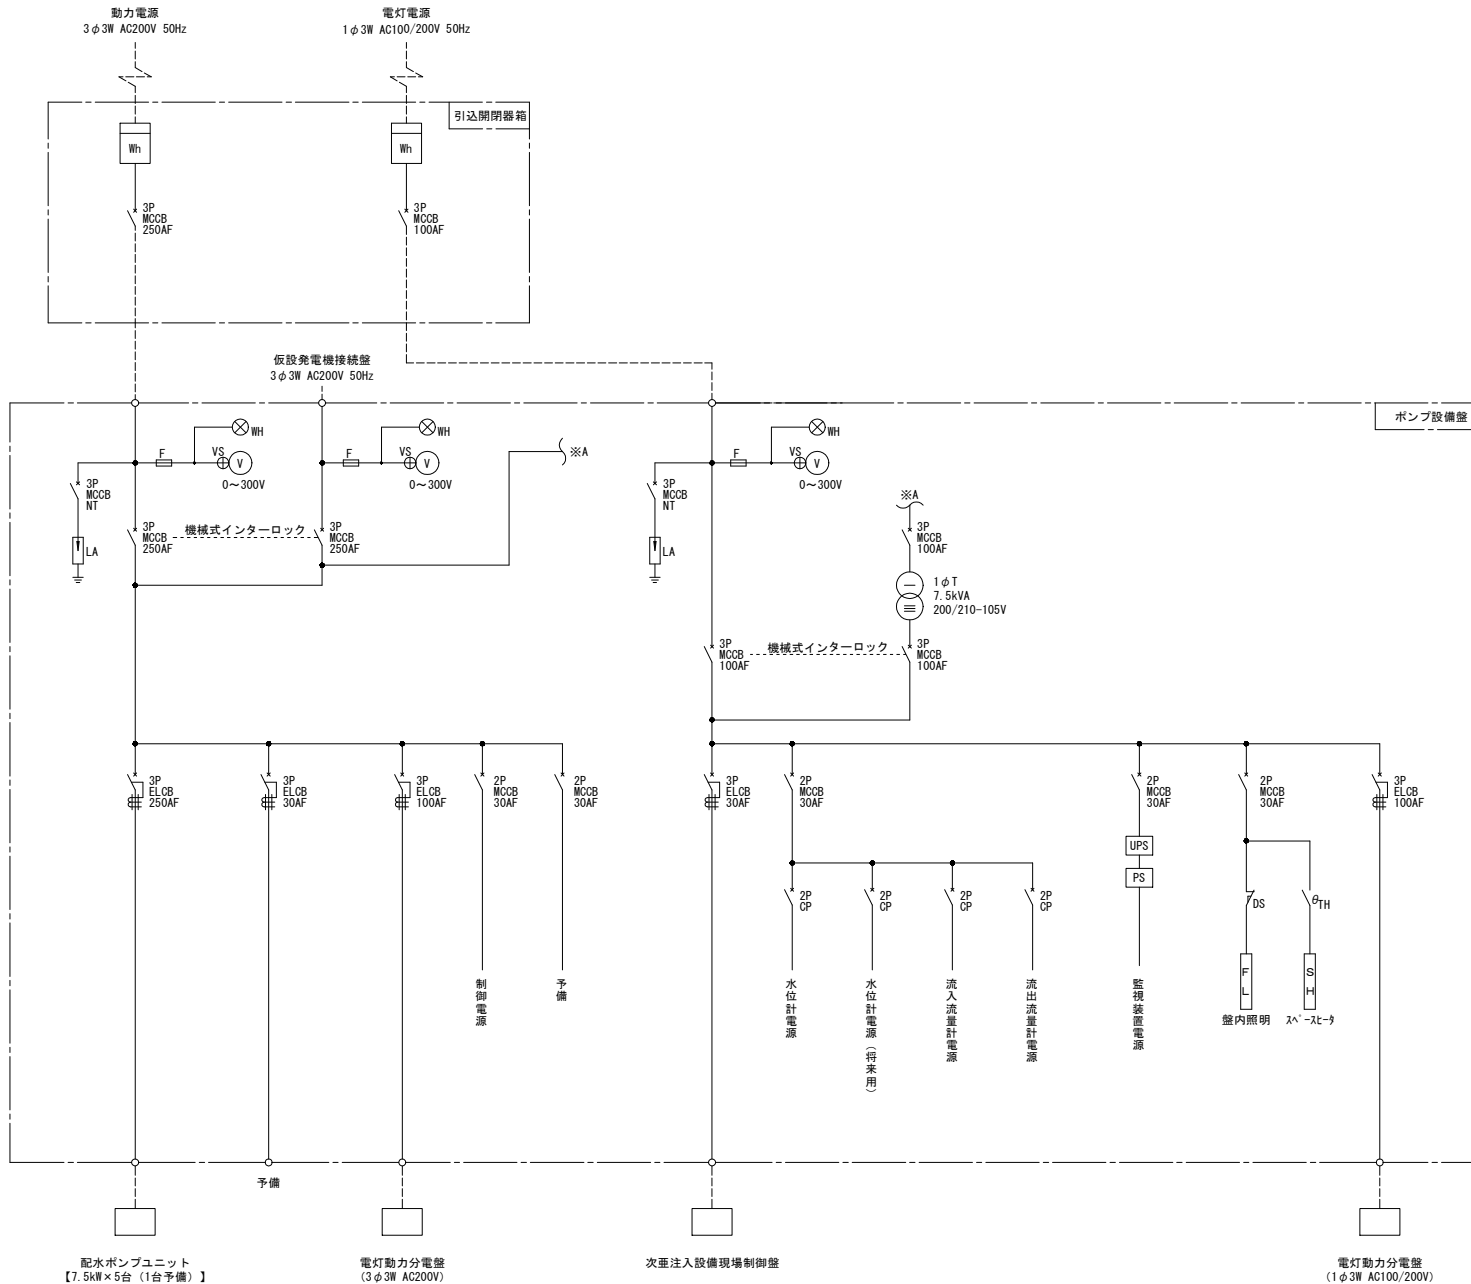 動力電源
3φ3W AC200V 50Hz
電灯電源
1φ3W AC100/200V 50Hz
引込開閉器箱
Wh
Wh
3P
MCCB
250AF
3P
MCCB
100AF
仮設発電機接続盤
3φ3W AC200V 50Hz
ポンプ設備盤
WH
WH
WH
※A
F
VS
V
0～300V
F
VS
V
0～300V
F
VS
V
0～300V
3P
MCCB
NT
3P
MCCB
NT
※A
3P
MCCB
250AF
機械式インターロック
3P
MCCB
250AF
3P
MCCB
100AF
LA
LA
1φT
7.5kVA
200/210-105V
3P
MCCB
100AF
機械式インターロック
3P
MCCB
100AF
3P
ELCB
250AF
3P
ELCB
30AF
3P
ELCB
100AF
2P
MCCB
30AF
2P
MCCB
30AF
3P
ELCB
30AF
2P
MCCB
30AF
2P
MCCB
30AF
2P
MCCB
30AF
3P
ELCB
100AF
UPS
PS
2P
CP
2P
CP
2P
CP
2P
CP
DS
θTH
FL
SH
制御電源
予備
水位計電源
水位計電源（将来用）
流入流量計電源
流出流量計電源
監視装置電源
盤内照明
ｽﾍﾟｰｽﾋｰﾀ
予備
配水ポンプユニット
【7.5kW×5台（1台予備）】
電灯動力分電盤
(3φ3W AC200V)
次亜注入設備現場制御盤
電灯動力分電盤
(1φ3W AC100/200V)